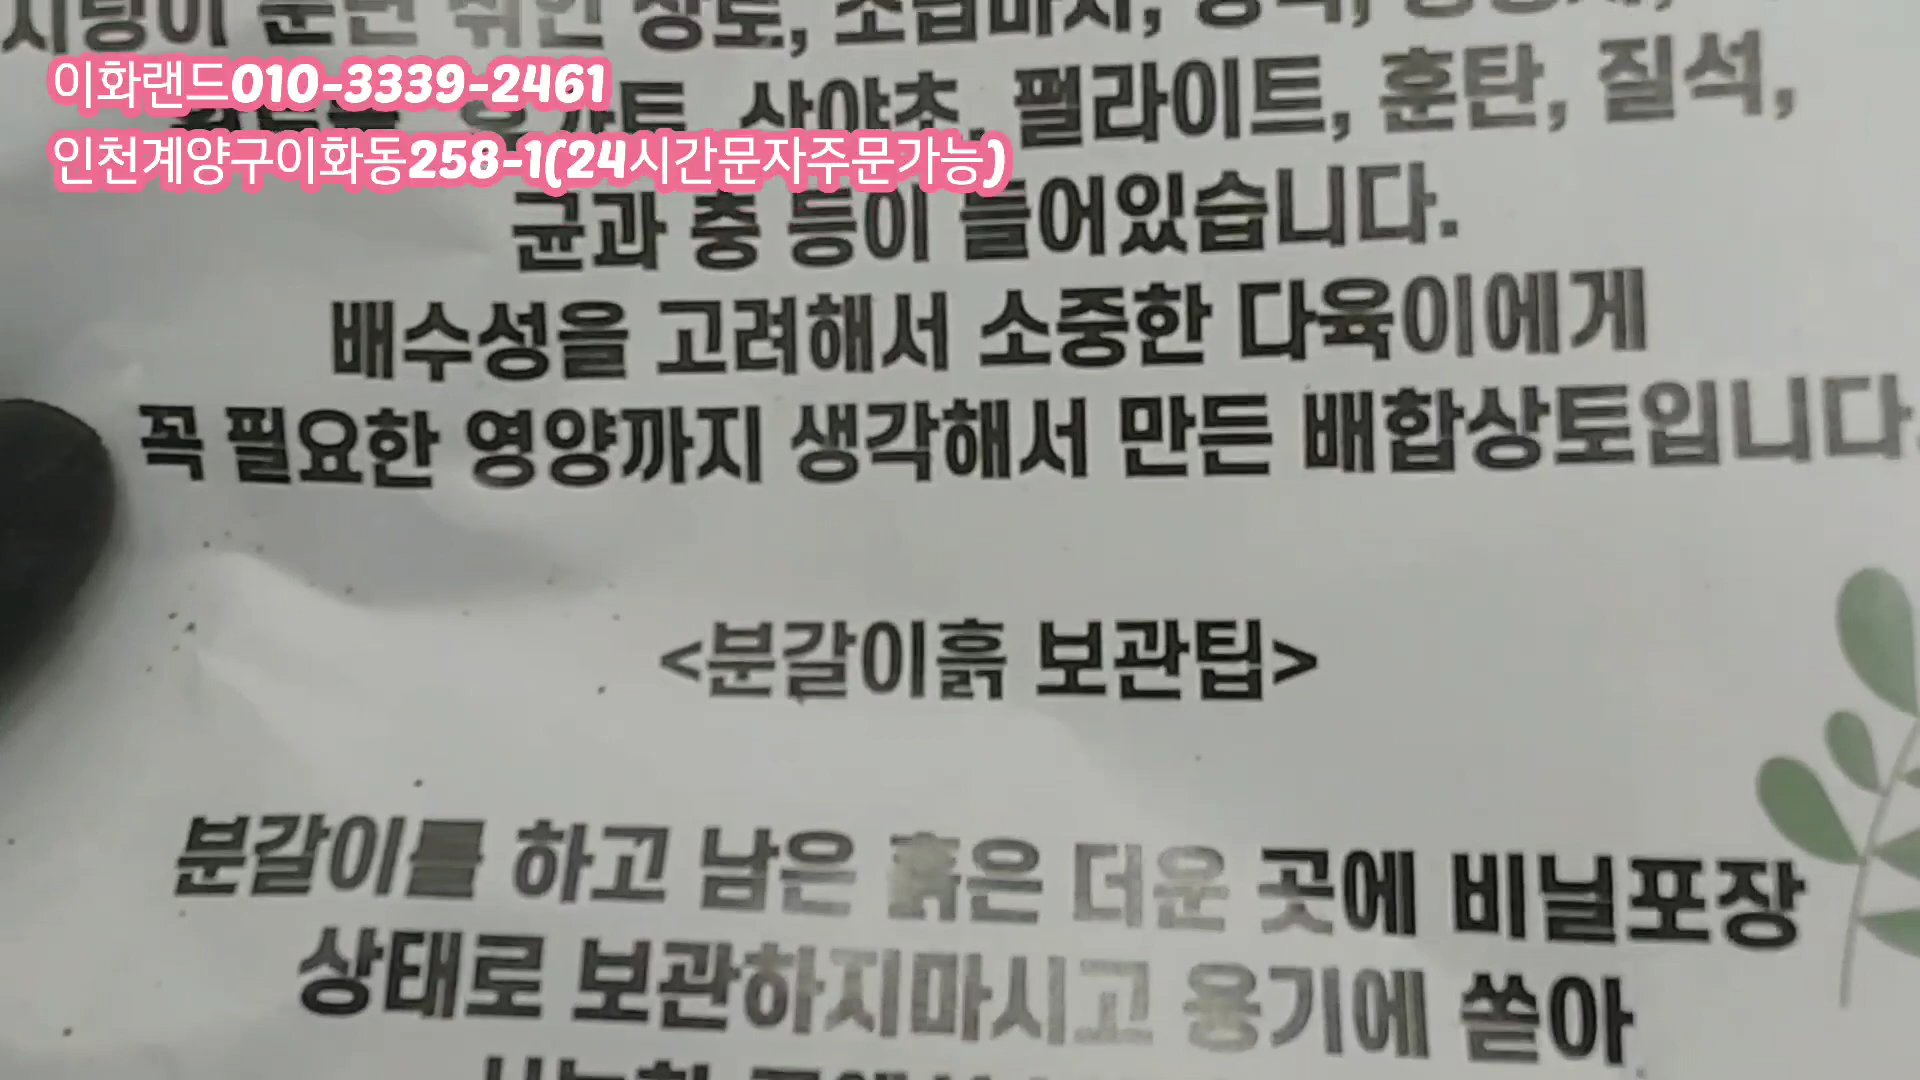 이화랜드010-3339-2461
인천계양구이화동258-1(24시간문자주문가능)
상토,
산야초, 펄라이트, 훈탄, 질석,
균과 충 등이 들어있습니다.
배수성을 고려해서 소중한 다육이에게
꼭 필요한 영양까지 생각해서 만든 배합상토입니다.
<분갈이흙 보관팁>
분갈이를 하고 남은 흙은 더운 곳에 비닐포장
상태로 보관하지마시고 용기에 쏟아